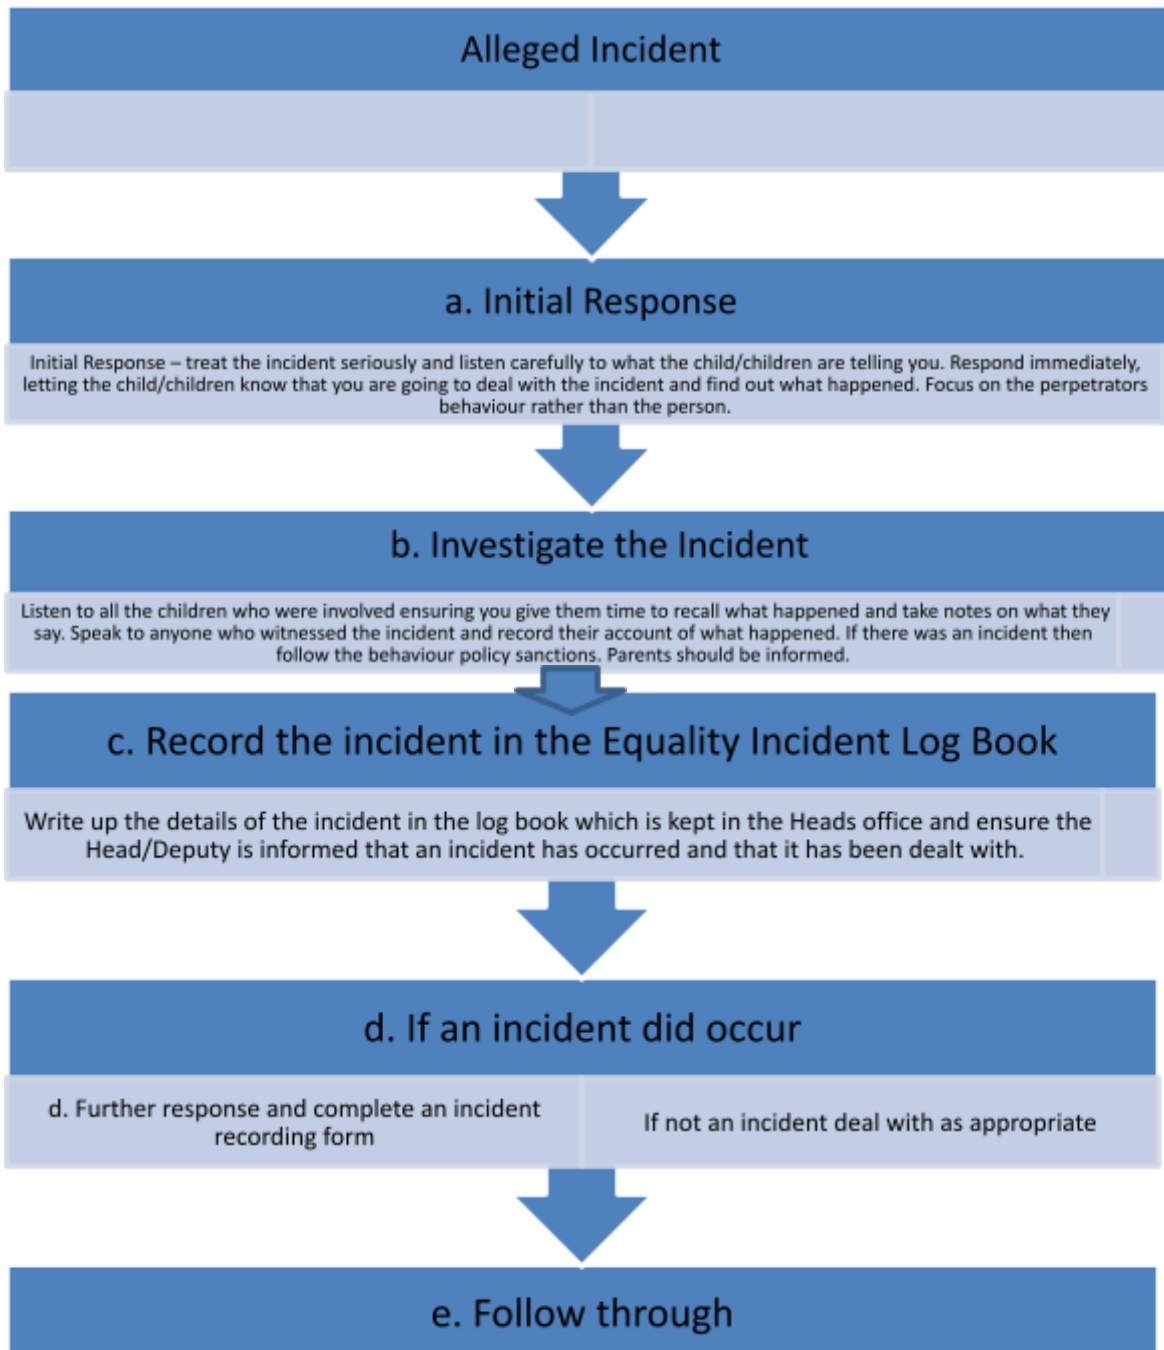 Alleged Incident
a. Initial Response
Initial Response – treat the incident seriously and listen carefully to what the child/children are telling you. Respond immediately,
letting the child/children know that you are going to deal with the incident and find out what happened. Focus on the perpetrators
behaviour rather than the person.
b. Investigate the Incident
Listen to all the children who were involved ensuring you give them time to recall what happened and take notes on what they
say. Speak to anyone who witnessed the incident and record their account of what happened. If there was an incident then
follow the behaviour policy sanctions. Parents should be informed.
c. Record the incident in the Equality Incident Log Book
Write up the details of the incident in the log book which is kept in the Heads office and ensure the
Head/Deputy is informed that an incident has occurred and that it has been dealt with.
d. If an incident did occur
d. Further response and complete an incident
recording form
If not an incident deal with as appropriate
e. Follow through